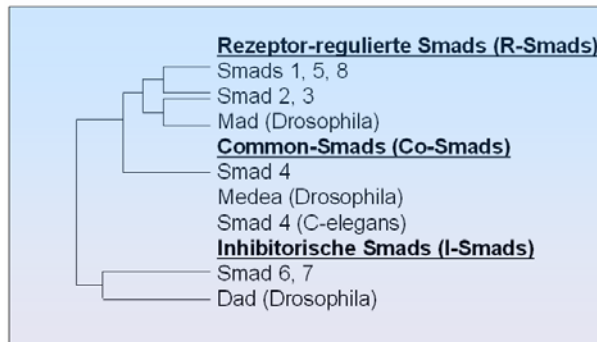 Rezeptor-regulierte Smads (R-Smads)
Smads 1, 5, 8
Smad 2, 3
Mad (Drosophila)
Common-Smads (Co-Smads)
Smad 4
Medea (Drosophila)
Smad 4 (C-elegans)
Inhibitorische Smads (I-Smads)
Smad 6, 7
Dad (Drosophila)